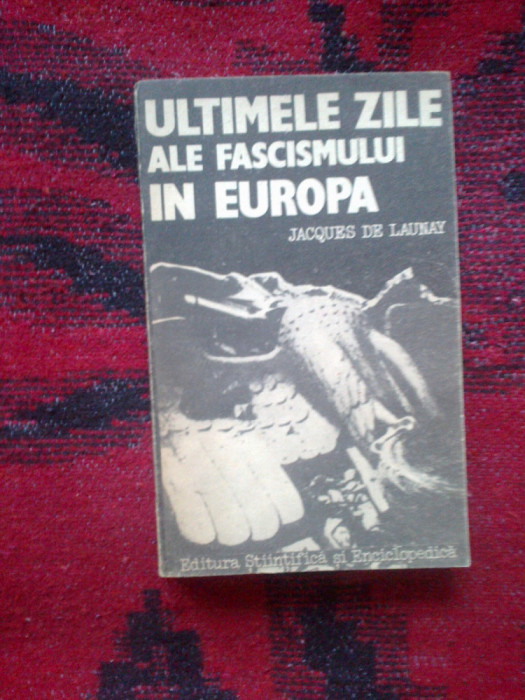 ULTIMELE ZILE
ALE FASCISMULUI
IN EUROPA
JACQUES DE LAUNAY
Editura Științifică și Enciclopedică